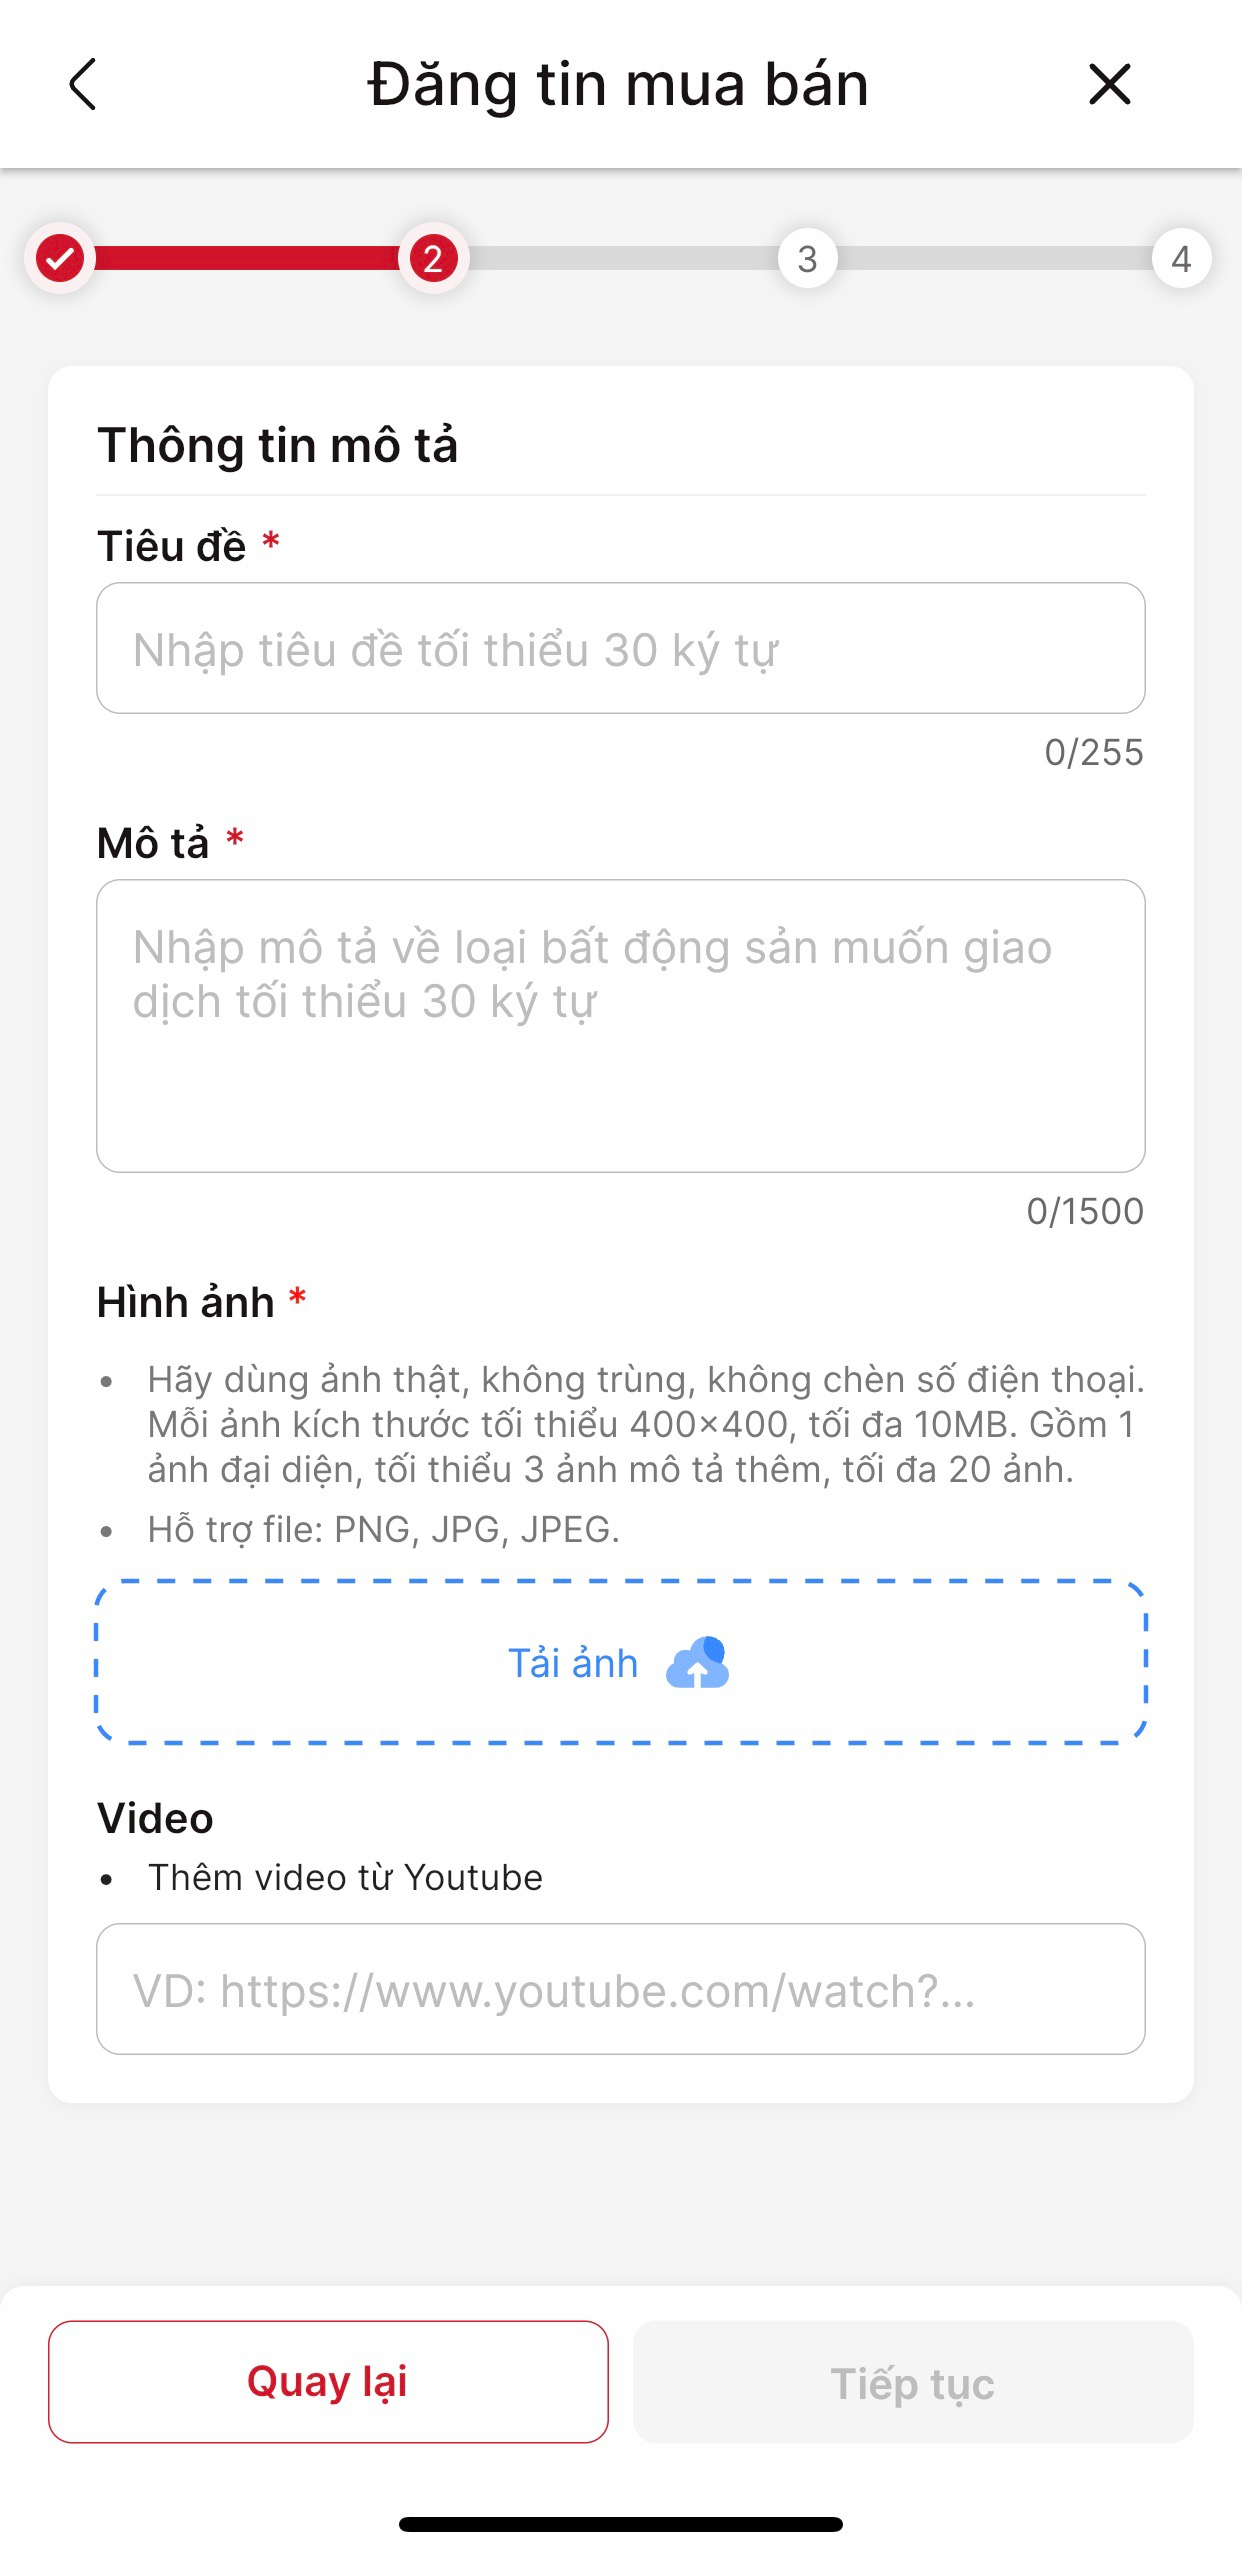 Đăng tin mua bán
2
3
4
Thông tin mô tả
Tiêu đề *
Nhập tiêu đề tối thiểu 30 ký tự
0/255
Mô tả *
Nhập mô tả về loại bất động sản muốn giao
dịch tối thiểu 30 ký tự
0/1500
Hình ảnh *
• Hãy dùng ảnh thật, không trùng, không chèn số điện thoại.
Mỗi ảnh kích thước tối thiểu 400x400, tối đa 10MB. Gồm 1
ảnh đại diện, tối thiểu 3 ảnh mô tả thêm, tối đa 20 ảnh.
• Hỗ trợ file: PNG, JPG, JPEG.
Tải ảnh
Video
• Thêm video từ Youtube
VD: https://www.youtube.com/watch?...
Quay lại
Tiếp tục